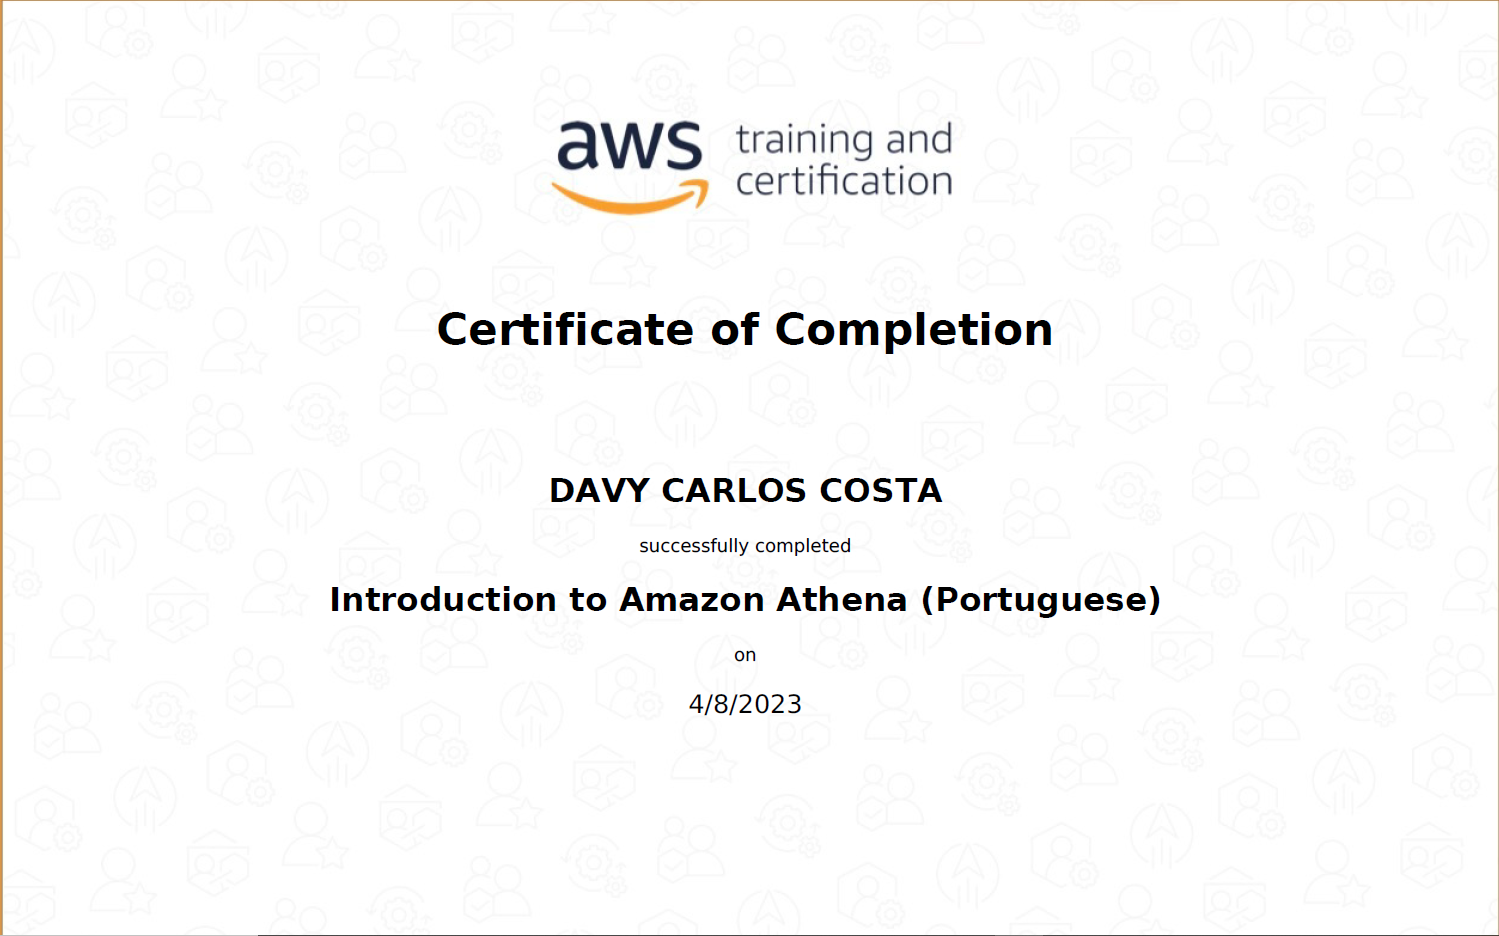 aws training and
certification
Certificate of Completion
DAVY CARLOS COSTA
successfully completed
Introduction to Amazon Athena (Portuguese)
on
4/8/2023